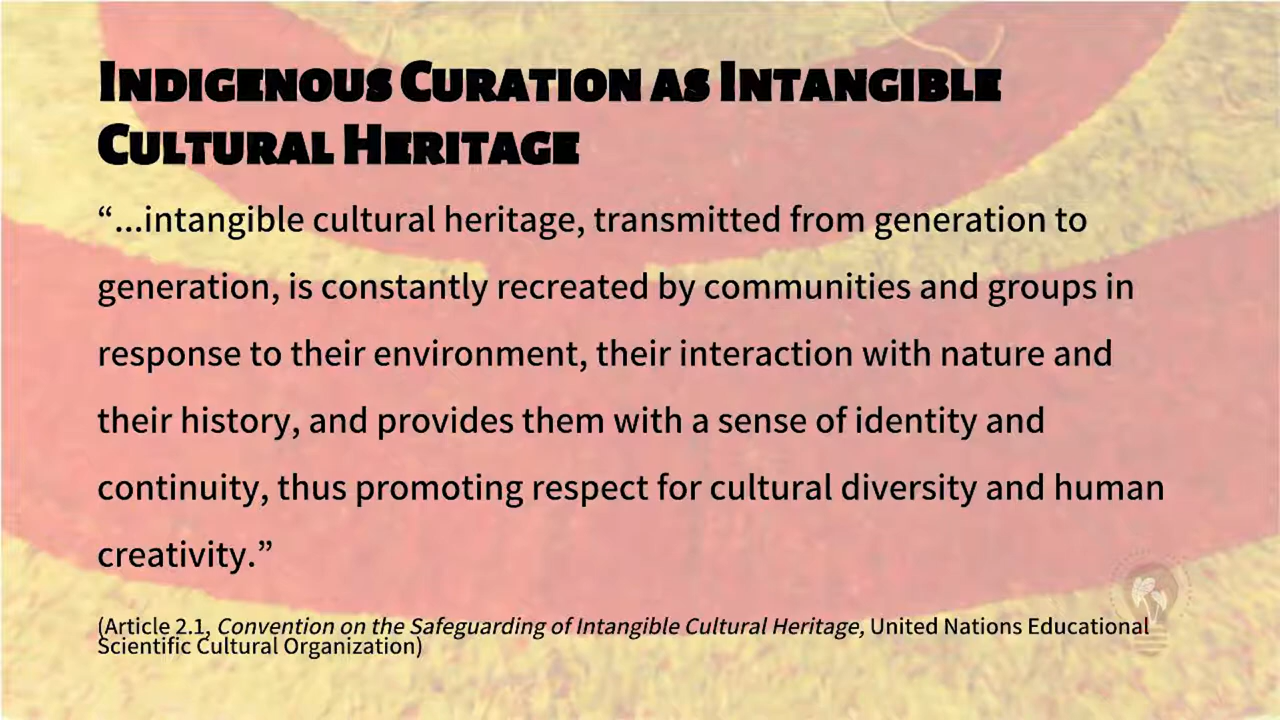 INDIGENOUS CURATION AS INTANGIBLE
CULTURAL HERITAGE
“...intangible cultural heritage, transmitted from generation to
generation, is constantly recreated by communities and groups in
response to their environment, their interaction with nature and
their history, and provides them with a sense of identity and
continuity, thus promoting respect for cultural diversity and human
creativity.”
(Article 2.1, Convention on the Safeguarding of Intangible Cultural Heritage, United Nations Educational
Scientific Cultural Organization)